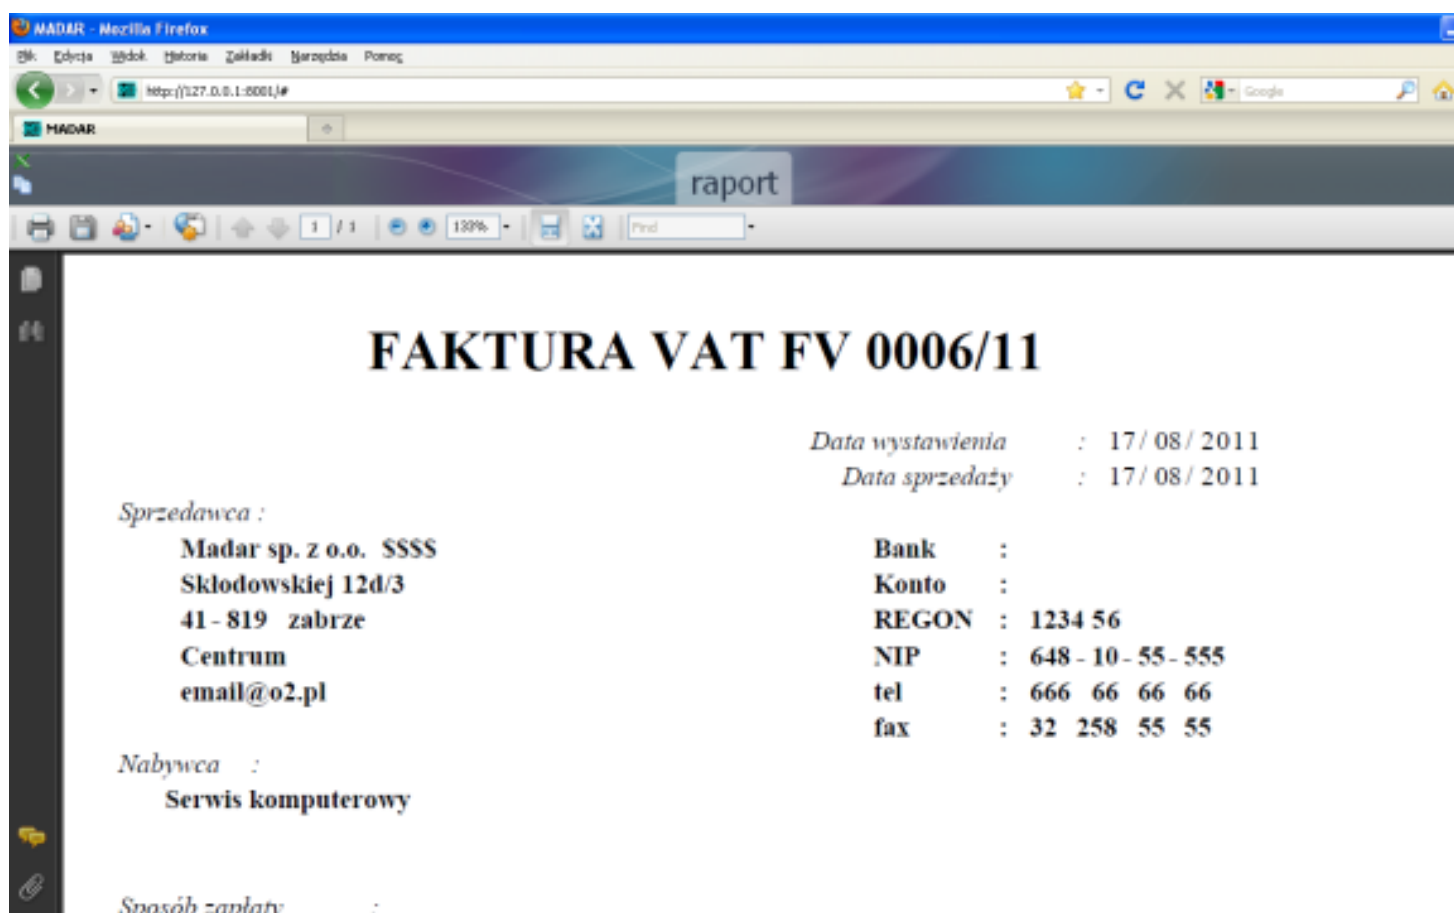 MADAR - Mozilla Firefox
Plik Edycja Widok Historia Zakładki Narzędzia Pomoc
http://127.0.0.1:8001/# Google
MADAR
raport
1 / 1 133% Find
FAKTURA VAT FV 0006/11
Data wystawienia : 17/ 08/ 2011
Data sprzedaży : 17/ 08/ 2011
Sprzedawca :
Madar sp. z o.o. SSSS
Skłodowskiej 12d/3
41 - 819 zabrze
Centrum
email@o2.pl
Bank :
Konto :
REGON : 1234 56
NIP : 648 - 10 - 55 - 555
tel : 666 66 66 66
fax : 32 258 55 55
Nabywca :
Serwis komputerowy
Sposób zapłaty :